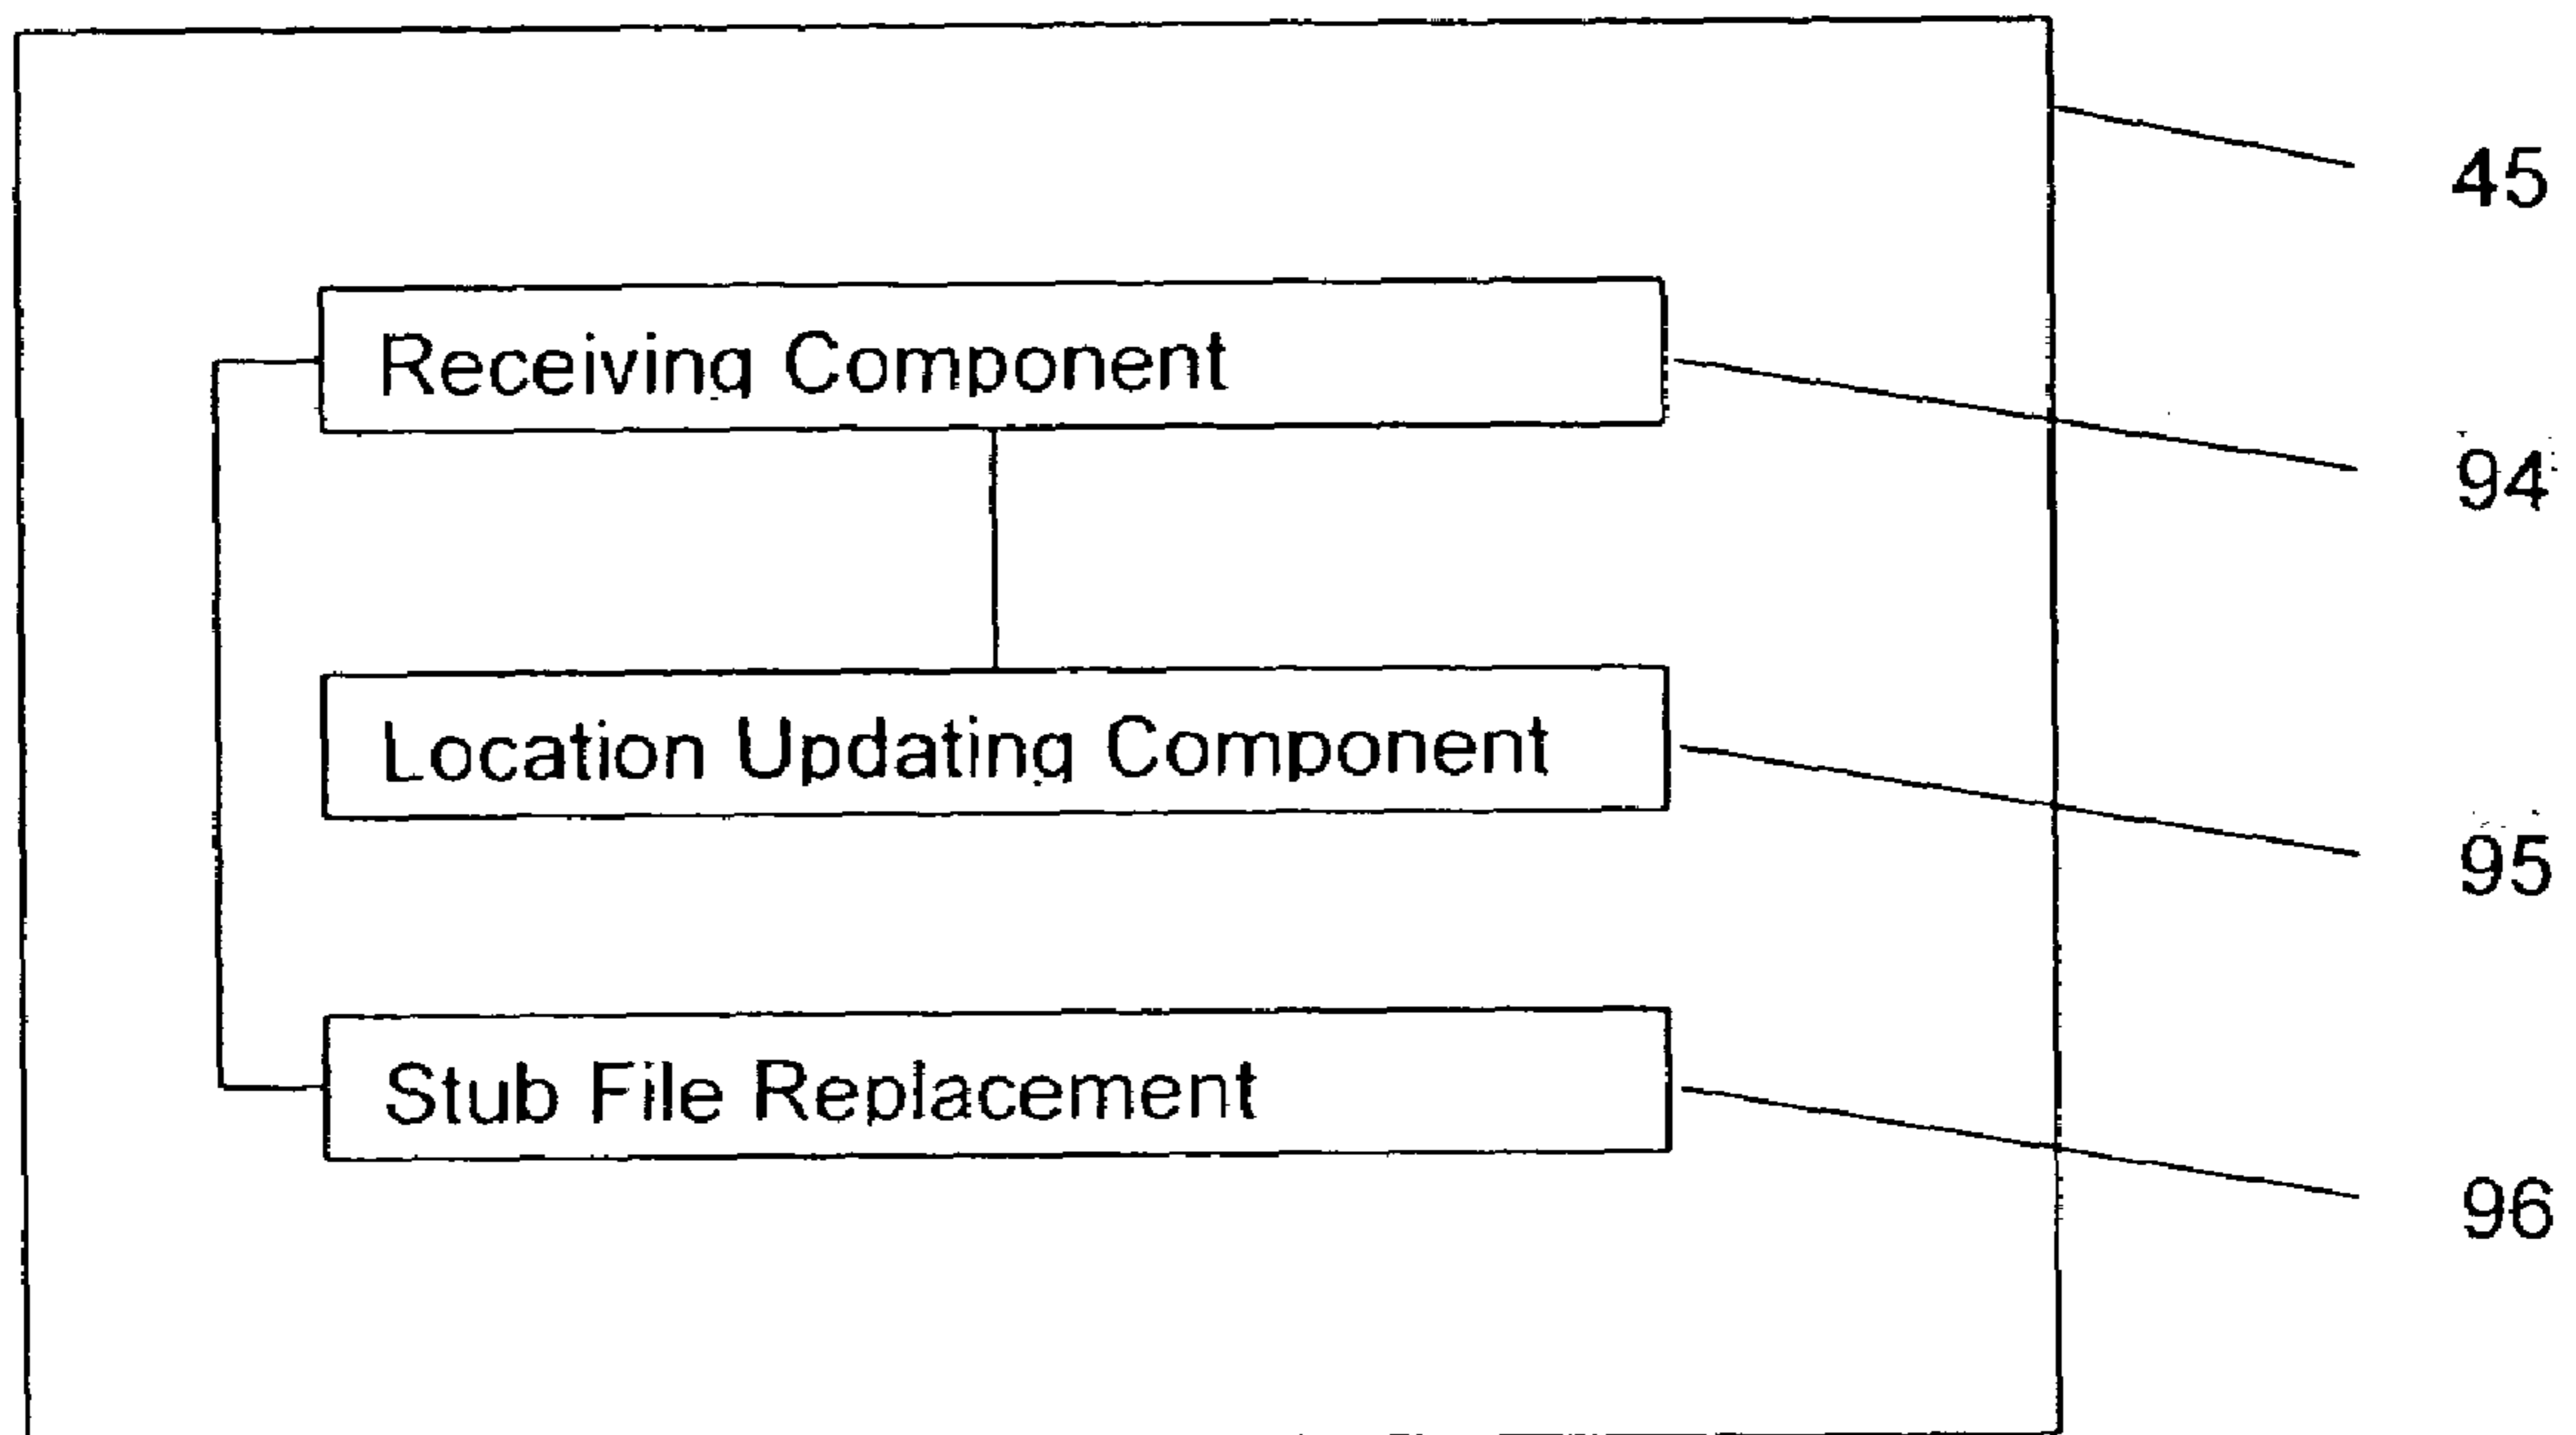 45
Receiving Component
94
Location Updating Component
95
Stub File Replacement
96